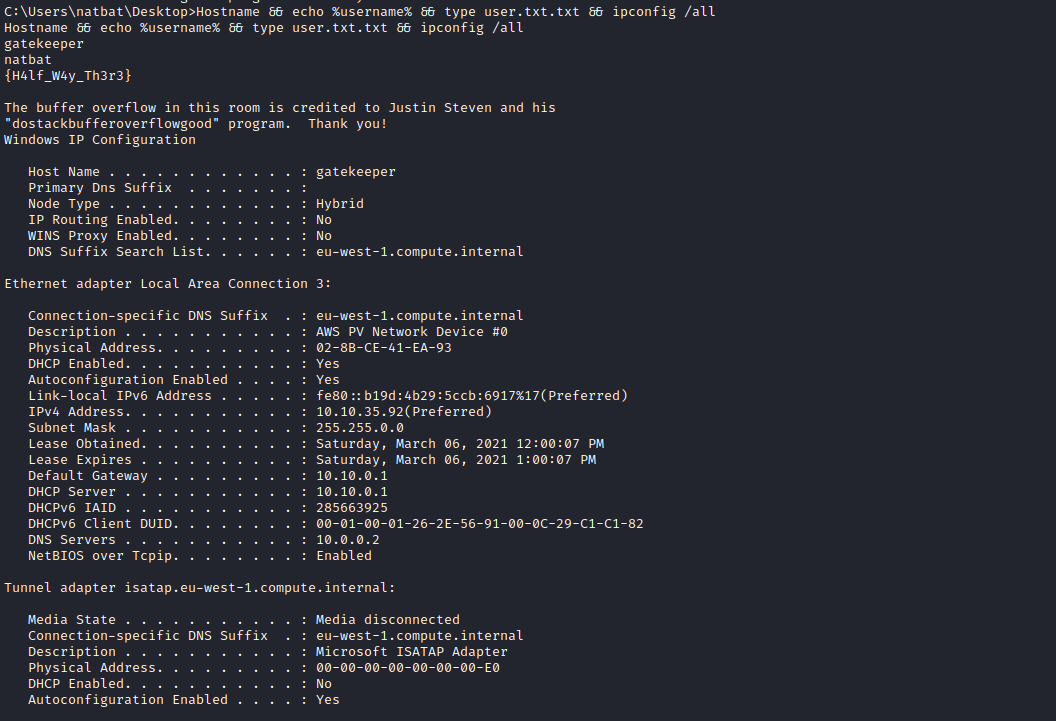 C:\Users\natbat\Desktop>Hostname && echo %username% && type user.txt.txt && ipconfig /all
Hostname && echo %username% && type user.txt.txt && ipconfig /all
gatekeeper
natbat
{H4lf_W4y_Th3r3}

The buffer overflow in this room is credited to Justin Steven and his
"dostackbufferoverflowgood" program.  Thank you!
Windows IP Configuration

   Host Name . . . . . . . . . . . . : gatekeeper
   Primary Dns Suffix  . . . . . . . :
   Node Type . . . . . . . . . . . . : Hybrid
   IP Routing Enabled. . . . . . . . : No
   WINS Proxy Enabled. . . . . . . . : No
   DNS Suffix Search List. . . . . . : eu-west-1.compute.internal

Ethernet adapter Local Area Connection 3:

   Connection-specific DNS Suffix  . : eu-west-1.compute.internal
   Description . . . . . . . . . . . : AWS PV Network Device #0
   Physical Address. . . . . . . . . : 02-8B-CE-41-EA-93
   DHCP Enabled. . . . . . . . . . . : Yes
   Autoconfiguration Enabled . . . . : Yes
   Link-local IPv6 Address . . . . . : fe80::b19d:4b29:5ccb:6917%17(Preferred)
   IPv4 Address. . . . . . . . . . . : 10.10.35.92(Preferred)
   Subnet Mask . . . . . . . . . . . : 255.255.0.0
   Lease Obtained. . . . . . . . . . : Saturday, March 06, 2021 12:00:07 PM
   Lease Expires . . . . . . . . . . : Saturday, March 06, 2021 1:00:07 PM
   Default Gateway . . . . . . . . . : 10.10.0.1
   DHCP Server . . . . . . . . . . . : 10.10.0.1
   DHCPv6 IAID . . . . . . . . . . . : 285663925
   DHCPv6 Client DUID. . . . . . . . : 00-01-00-01-26-2E-56-91-00-0C-29-C1-C1-82
   DNS Servers . . . . . . . . . . . : 10.0.0.2
   NetBIOS over Tcpip. . . . . . . . : Enabled

Tunnel adapter isatap.eu-west-1.compute.internal:

   Media State . . . . . . . . . . . : Media disconnected
   Connection-specific DNS Suffix  . : eu-west-1.compute.internal
   Description . . . . . . . . . . . : Microsoft ISATAP Adapter
   Physical Address. . . . . . . . . : 00-00-00-00-00-00-00-E0
   DHCP Enabled. . . . . . . . . . . : No
   Autoconfiguration Enabled . . . . : Yes